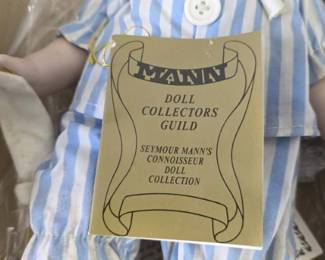 MANN
DOLL
COLLECTORS
GUILD
SEYMOUR MANN'S
CONNOISSEUR
DOLL
COLLECTION